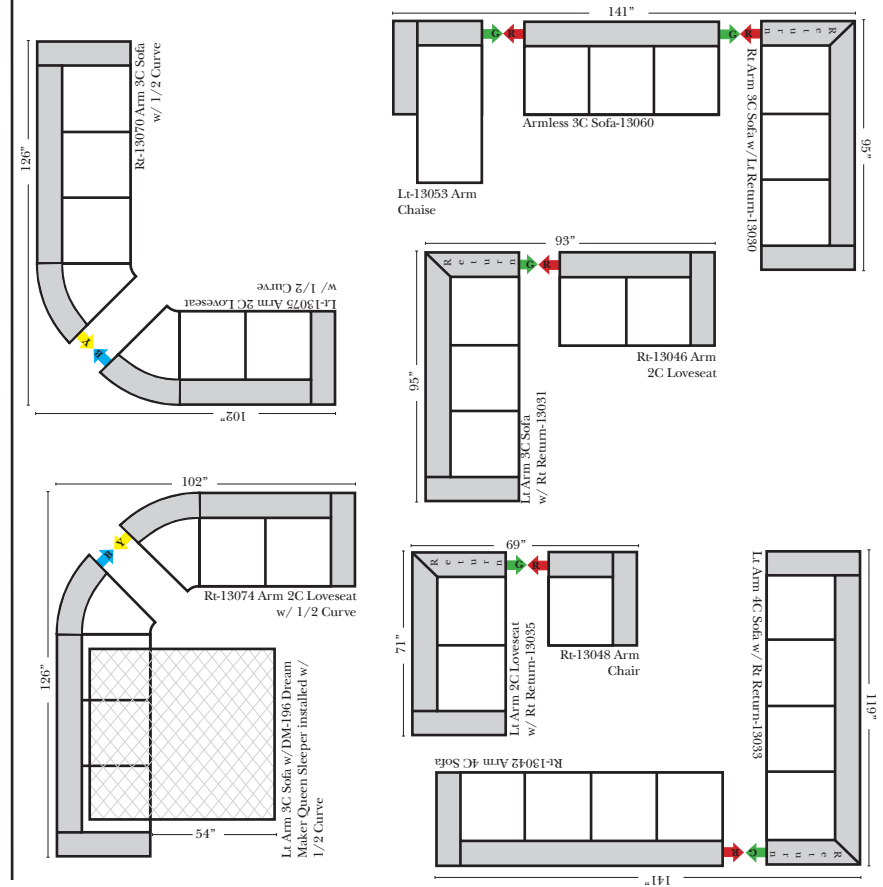 126”
Rt-13070 Arm 3C Sofa
w/ 1/2 Curve
Y
B
Lt-13075 Arm 2C Loveseat
w/ 1/2 Curve
102”
141”
G
R
G
R
Return
Lt-13053 Arm
Chaise
Armless 3C Sofa-13060
Rt Arm 3C Sofa w/Lt Return-13030
95”
93”
Return
G
R
95”
Lt Arm 3C Sofa
w/ Rt Return-13031
Rt-13046 Arm
2C Loveseat
102”
B
Y
Rt-13074 Arm 2C Loveseat
w/ 1/2 Curve
126”
Lt Arm 3C Sofa w/DM-196 Dream
Maker Queen Sleeper installed w/
1/2 Curve
54”
69”
Return
G
R
71”
Lt Arm 2C Loveseat
w/ Rt Return-13035
Rt-13048 Arm
Chair
Lt Arm 4C Sofa w/ Rt Return-13033
119”
Rt-13042 Arm 4C Sofa
R
G
Return
141”